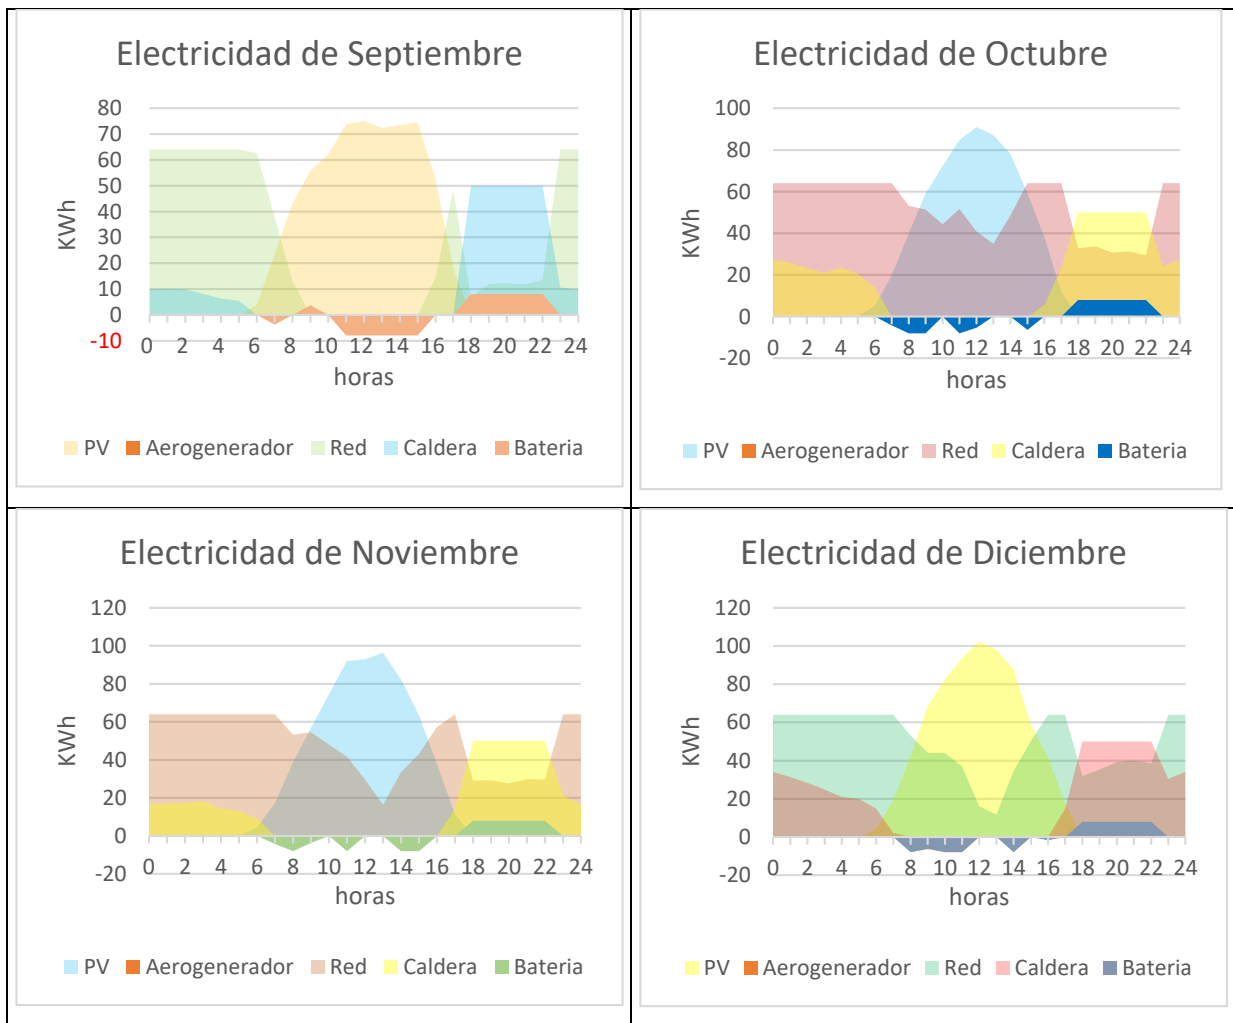 Electricidad de Septiembre
80
70
60
50
40
30
20
10
0
-10
KWh
0 2 4 6 8 10 12 14 16 18 20 22 24
horas
PV Aerogenerador Red Caldera Bateria
Electricidad de Octubre
100
80
60
40
20
0
-20
KWh
0 2 4 6 8 10 12 14 16 18 20 22 24
horas
PV Aerogenerador Red Caldera Bateria
Electricidad de Noviembre
120
100
80
60
40
20
0
-20
KWh
0 2 4 6 8 10 12 14 16 18 20 22 24
horas
PV Aerogenerador Red Caldera Bateria
Electricidad de Diciembre
120
100
80
60
40
20
0
-20
KWh
0 2 4 6 8 10 12 14 16 18 20 22 24
horas
PV Aerogenerador Red Caldera Bateria